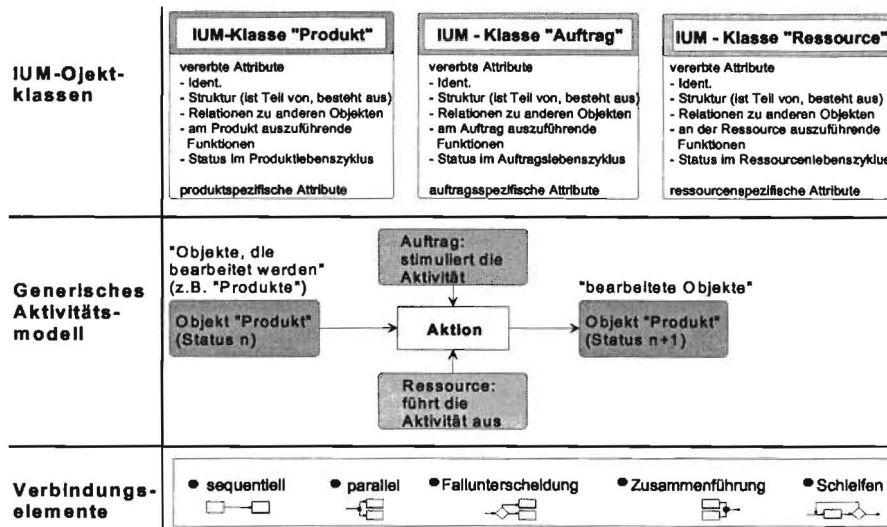 IUM-Ojekt-
klassen
IUM-Klasse "Produkt"
vererbte Attribute
- Ident.
- Struktur (ist Teil von, besteht aus)
- Relationen zu anderen Objekten
- am Produkt auszuführende
Funktionen
- Status im Produktlebenszyklus
produktspezifische Attribute
IUM - Klasse "Auftrag"
vererbte Attribute
- Ident.
- Struktur (ist Teil von, besteht aus)
- Relationen zu anderen Objekten
- am Auftrag auszuführende
Funktionen
- Status im Auftragslebenszyklus
auftragsspezifische Attribute
IUM - Klasse "Ressource"
vererbte Attribute
- Ident.
- Struktur (ist Teil von, besteht aus)
- Relationen zu anderen Objekten
- an der Ressource auszuführende
Funktionen
- Status im Ressourcenlebenszyklus
ressourcenspezifische Attribute
Generisches
Aktivitäts-
modell
"Objekte, die
bearbeitet werden"
(z.B. "Produkte")
Objekt "Produkt"
(Status n)
Auftrag:
stimuliert die
Aktivität
Aktion
Ressource:
führt die
Aktivität aus
"bearbeitete Objekte"
Objekt "Produkt"
(Status n+1)
Verbindungs-
elemente
● sequentiell
● parallel
● Fallunterscheidung
● Zusammenführung
● Schleifen